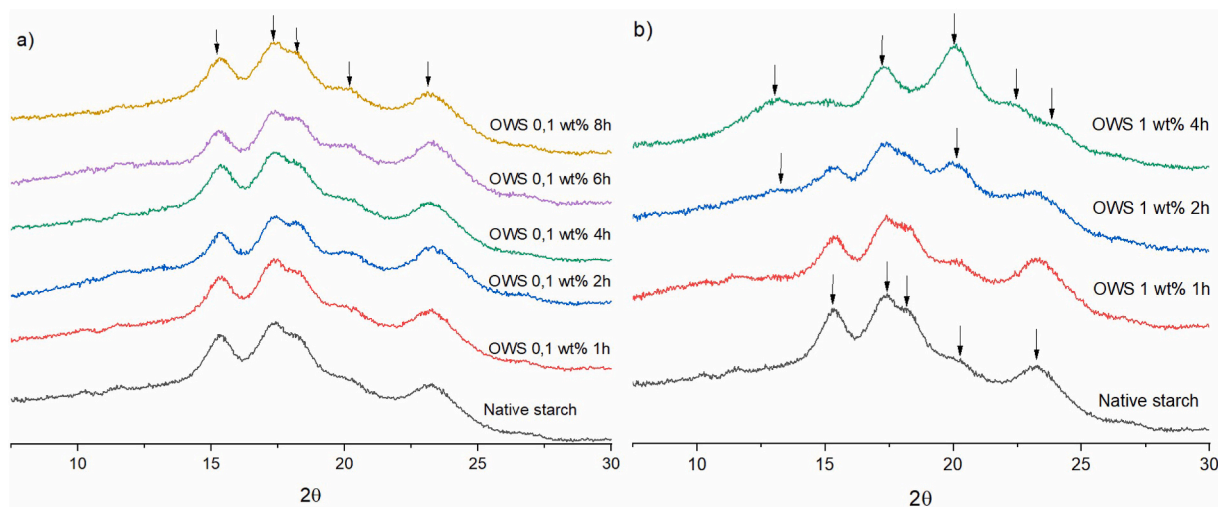 a)
OWS 0,1 wt% 8h
OWS 0,1 wt% 6h
OWS 0,1 wt% 4h
OWS 0,1 wt% 2h
OWS 0,1 wt% 1h
Native starch
10 15 20 25 30
2θ
b)
OWS 1 wt% 4h
OWS 1 wt% 2h
OWS 1 wt% 1h
Native starch
10 15 20 25 30
2θ